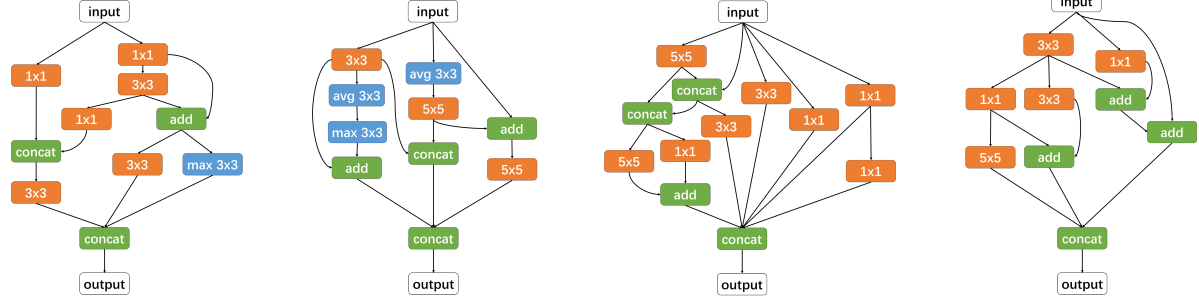 input
1x1
1x1
3x3
1x1
add
concat
3x3
max 3x3
3x3
concat
output
input
3x3
avg 3x3
avg 3x3
5x5
max 3x3
add
concat
add
5x5
concat
output
input
5x5
concat
3x3
1x1
concat
1x1
3x3
5x5
1x1
1x1
add
concat
output
input
3x3
1x1
1x1
3x3
add
add
5x5
add
concat
output